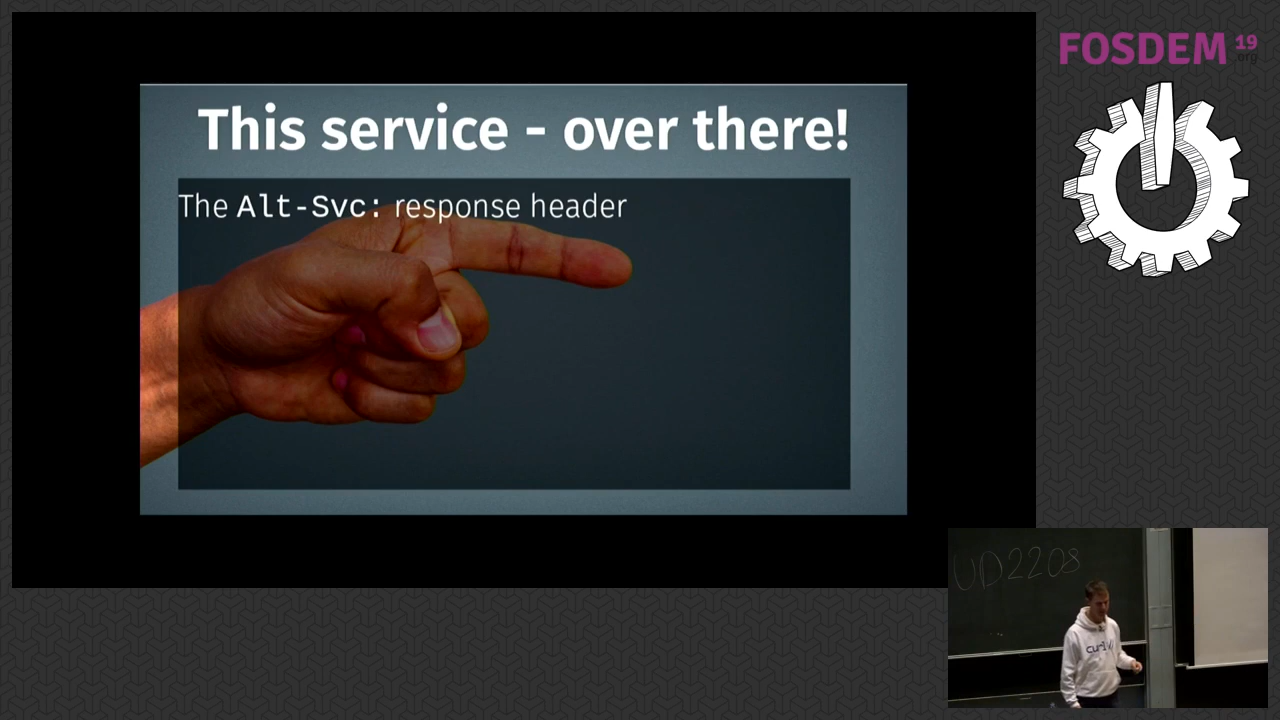 This service - over there!
The Alt-Svc: response header
FOSDEM 19
.org
UD2208
curl://